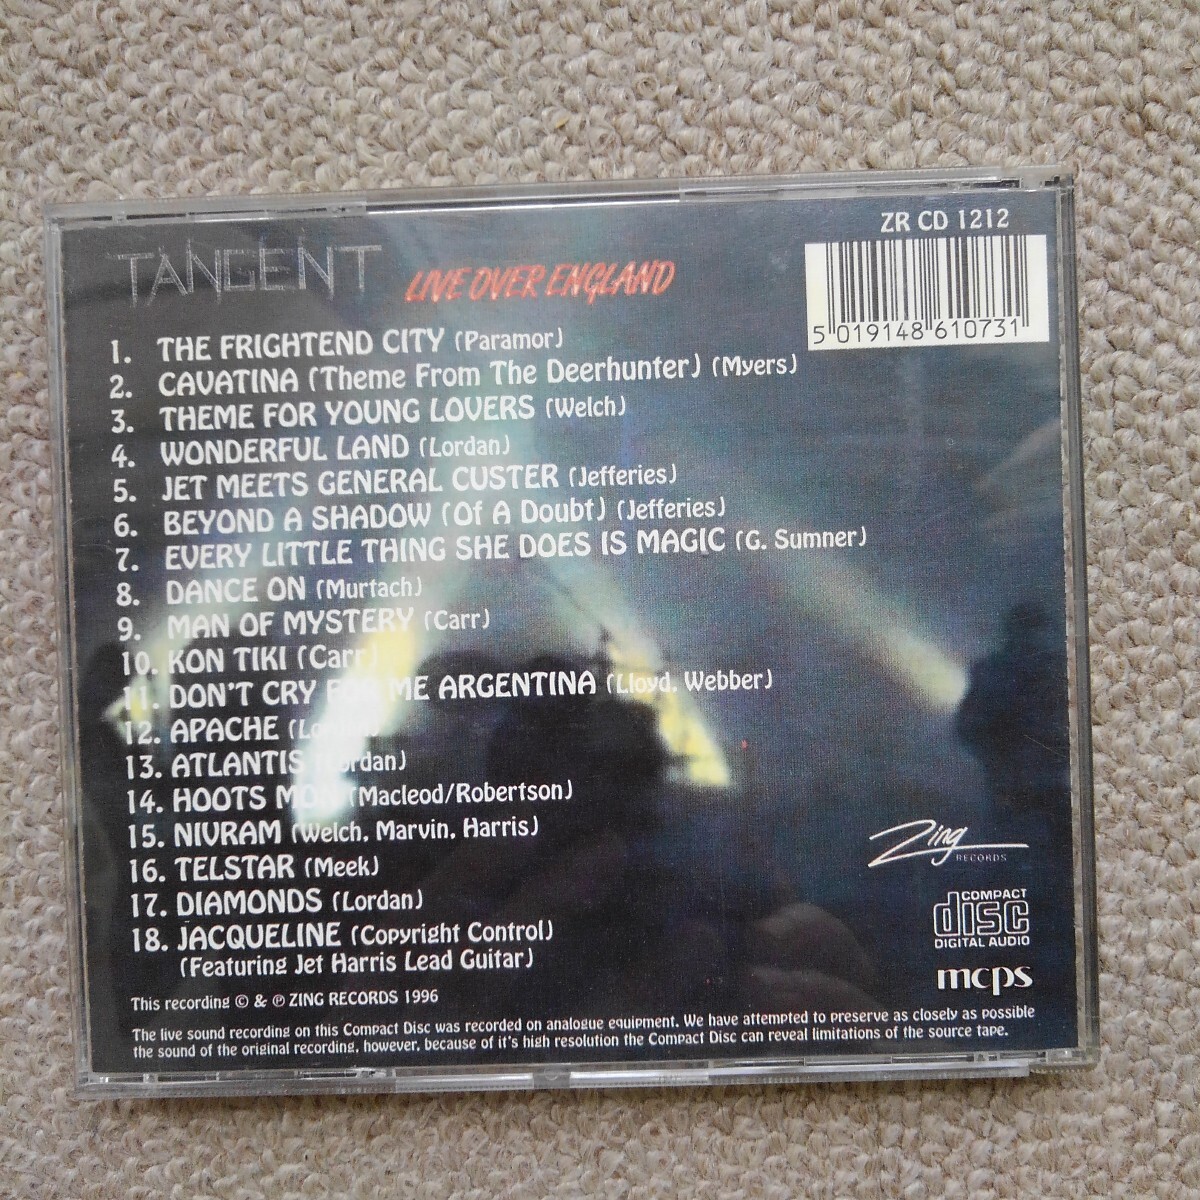 ZR CD 1212
TANGENT LIVE OVER ENGLAND
5 019148 610731
1. THE FRIGHTEND CITY (Paramor)
2. CAVATINA (Theme From The Deerhunter) (Myers)
3. THEME FOR YOUNG LOVERS (Welch)
4. WONDERFUL LAND (Lordan)
5. JET MEETS GENERAL CUSTER (Jefferies)
6. BEYOND A SHADOW (Of A Doubt) (Jefferies)
7. EVERY LITTLE THING SHE DOES IS MAGIC (G. Sumner)
8. DANCE ON (Murtach)
9. MAN OF MYSTERY (Carr)
10. KON TIKI (Carr)
11. DON'T CRY FOR ME ARGENTINA (Lloyd, Webber)
12. APACHE
13. ATLANTIS (Lordan)
14. HOOTS (Macleod/Robertson)
15. NIVRAM (Welch, Marvin, Harris)
16. TELSTAR (Meek)
17. DIAMONDS (Lordan)
18. JACQUELINE (Copyright Control)
(Featuring Jet Harris Lead Guitar)
Zing
RECORDS
COMPACT
disc
DIGITAL AUDIO
mcps
This recording © & ℗ ZING RECORDS 1996
The live sound recording on this Compact Disc was recorded on analogue equipment. We have attempted to preserve as closely as possible
the sound of the original recording, however, because of it's high resolution the Compact Disc can reveal limitations of the source tape.